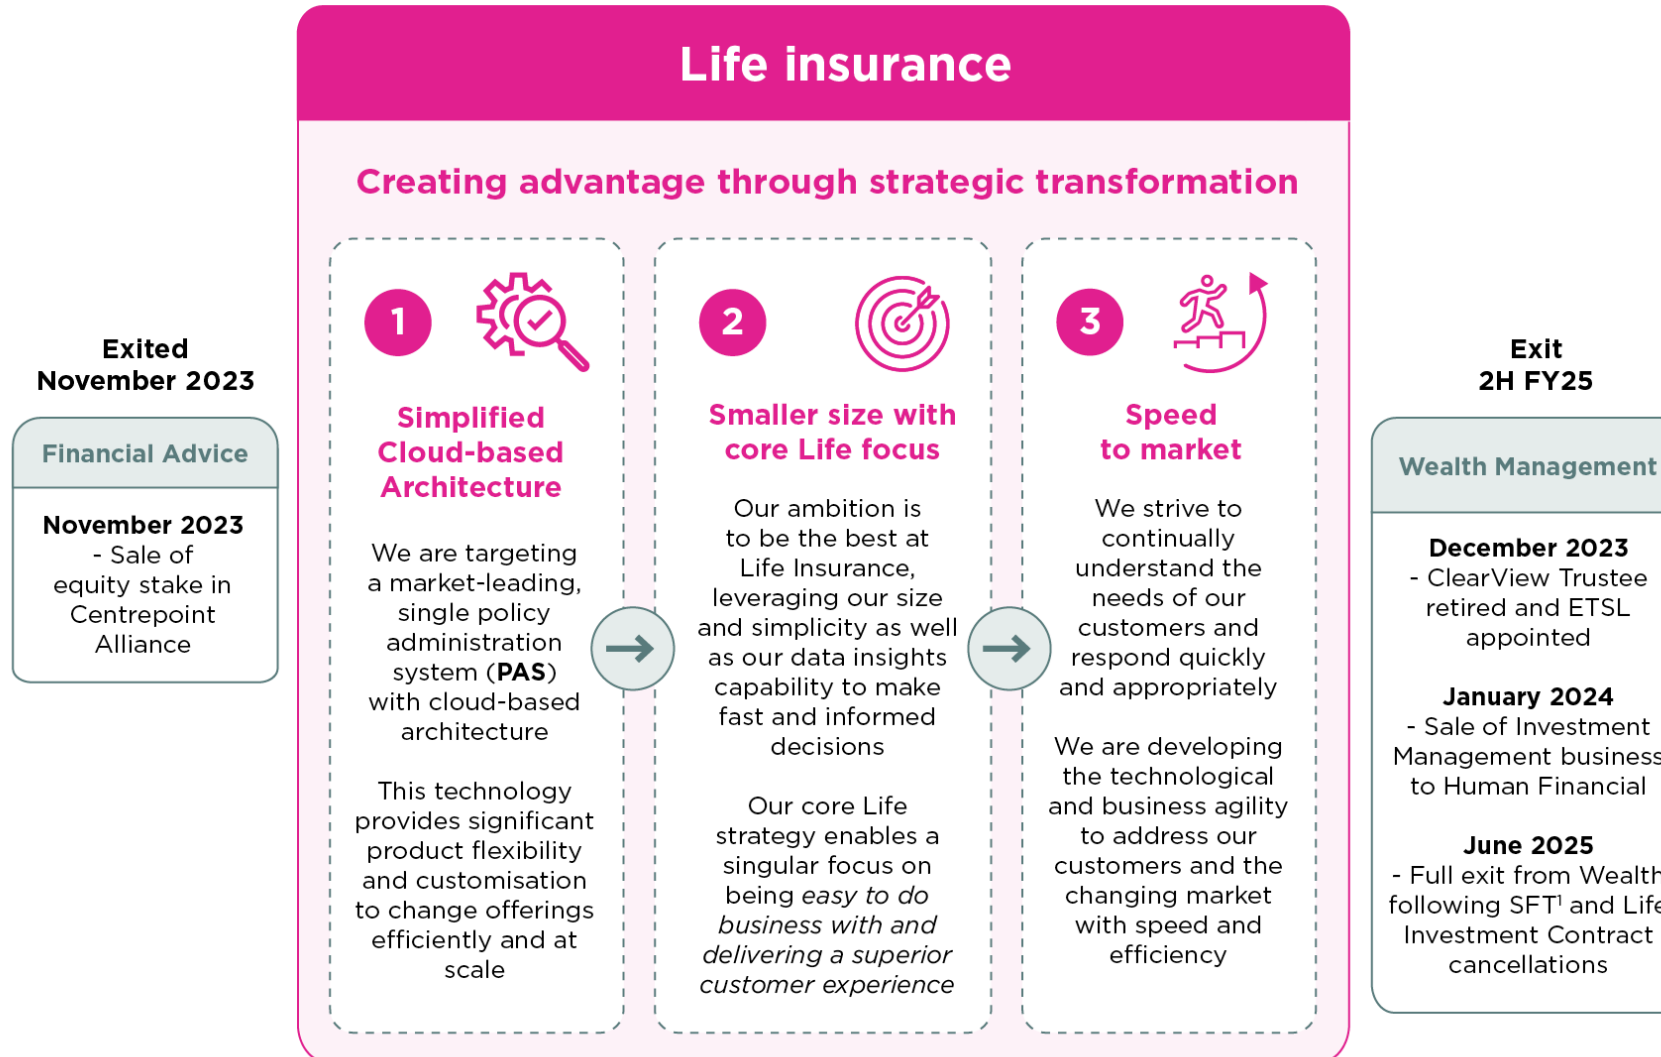 Life insurance
Creating advantage through strategic transformation
Exited
November 2023
Financial Advice
November 2023
- Sale of
equity stake in
Centrepoint
Alliance
1
Simplified
Cloud-based
Architecture
We are targeting
a market-leading,
single policy
administration
system (PAS)
with cloud-based
architecture
This technology
provides significant
product flexibility
and customisation
to change offerings
efficiently and at
scale
2
Smaller size with
core Life focus
Our ambition is
to be the best at
Life Insurance,
leveraging our size
and simplicity as well
as our data insights
capability to make
fast and informed
decisions
Our core Life
strategy enables a
singular focus on
being easy to do
business with and
delivering a superior
customer experience
3
Speed
to market
We strive to
continually
understand the
needs of our
customers and
respond quickly
and appropriately
We are developing
the technological
and business agility
to address our
customers and the
changing market
with speed and
efficiency
Exit
2H FY25
Wealth Management
December 2023
- ClearView Trustee
retired and ETSL
appointed
January 2024
- Sale of Investment
Management business
to Human Financial
June 2025
- Full exit from Wealth
following SFT¹ and Life
Investment Contract
cancellations